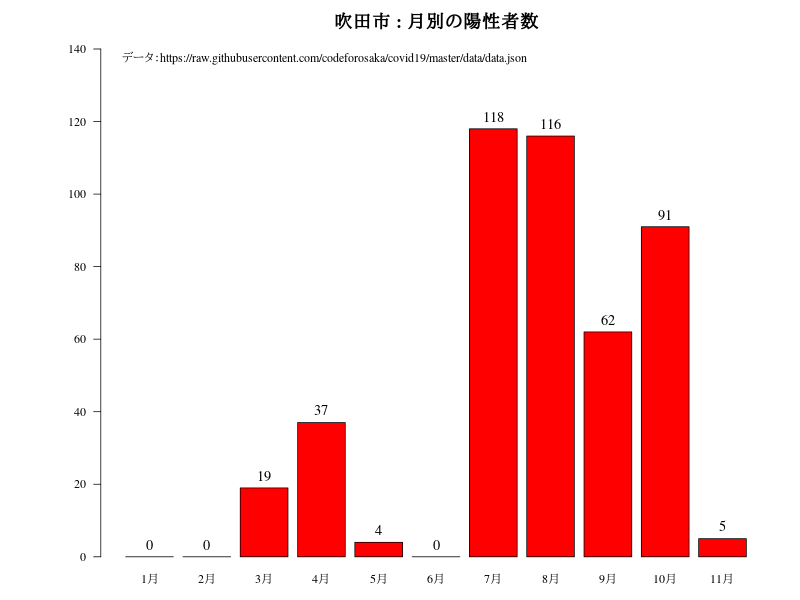 吹田市：月別の陽性者数
データ：https://raw.githubusercontent.com/codeforosaka/covid19/master/data/data.json
140
120
100
80
60
40
20
0
0
0
19
37
4
0
118
116
62
91
5
1月
2月
3月
4月
5月
6月
7月
8月
9月
10月
11月